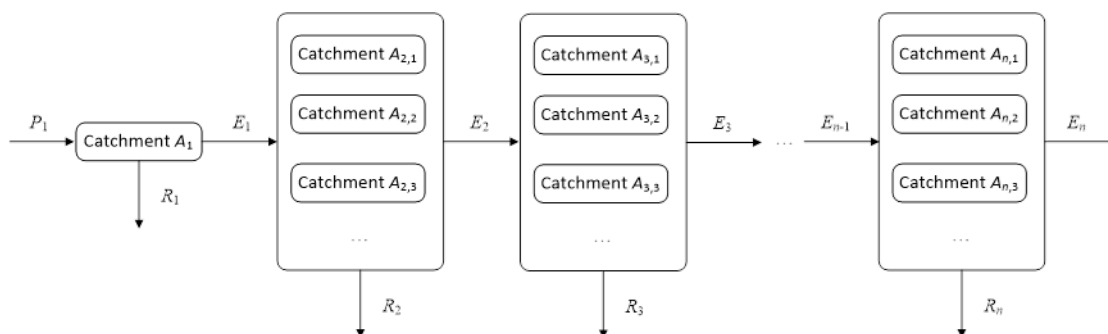 P₁
Catchment A₁
R₁
E₁
Catchment A₂,₁
Catchment A₂,₂
Catchment A₂,₃
...
R₂
E₂
Catchment A₃,₁
Catchment A₃,₂
Catchment A₃,₃
...
R₃
E₃
...
Eₙ₋₁
Catchment Aₙ,₁
Catchment Aₙ,₂
Catchment Aₙ,₃
...
Rₙ
Eₙ